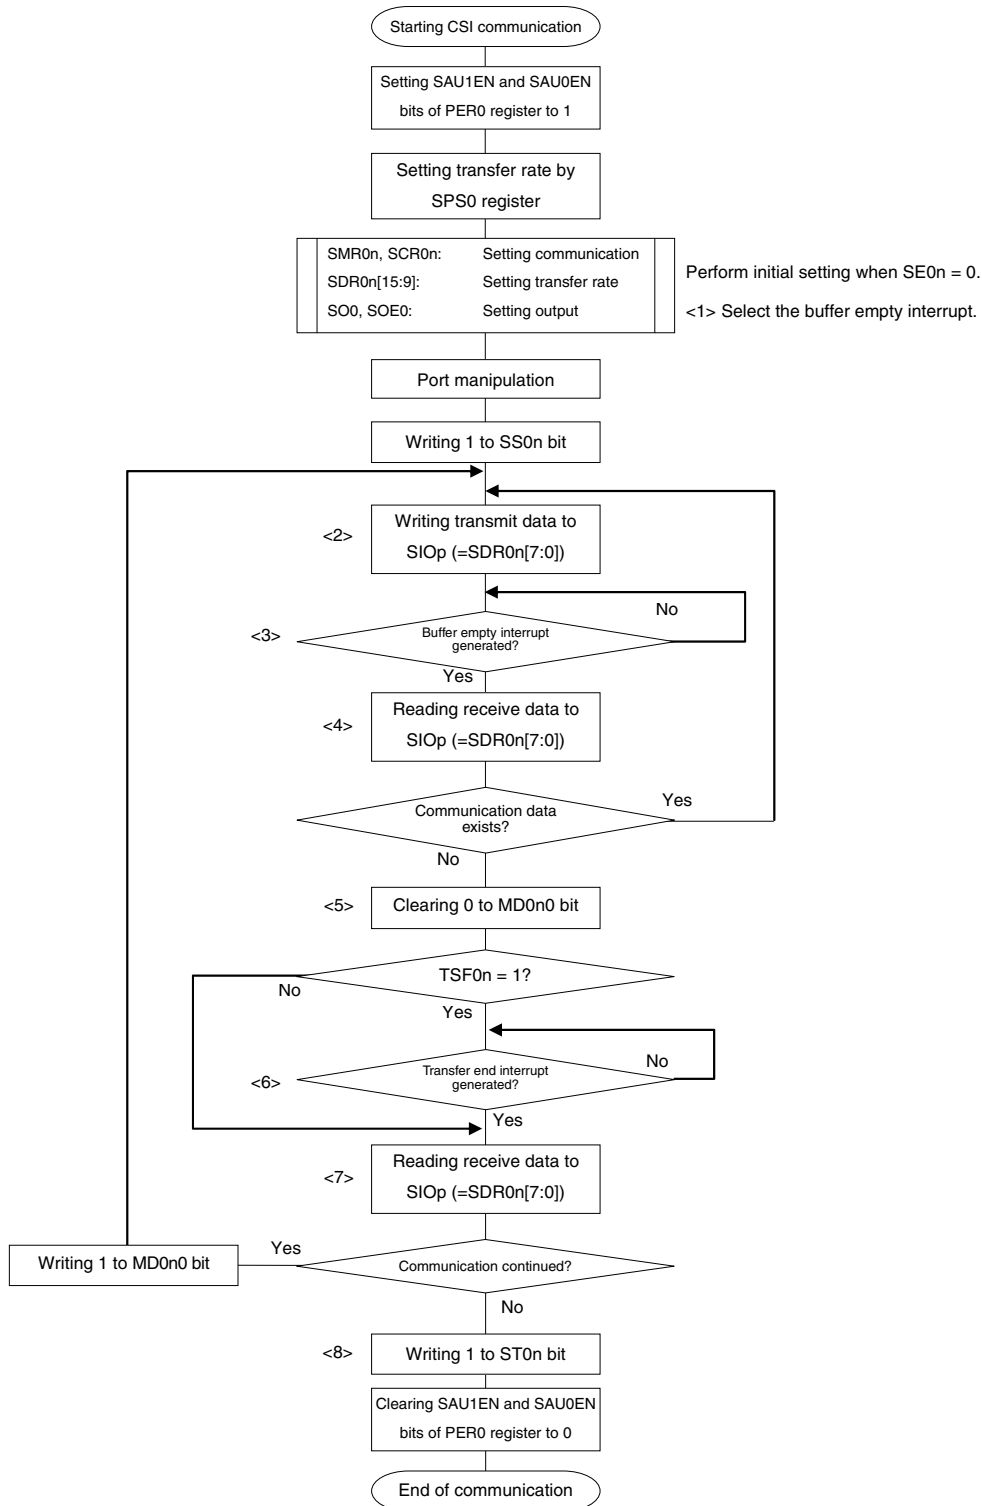 Starting CSI communication
Setting SAU1EN and SAU0EN
bits of PER0 register to 1
Setting transfer rate by
SPS0 register
SMR0n, SCR0n: Setting communication
SDR0n[15:9]: Setting transfer rate
SO0, SOE0: Setting output
Perform initial setting when SE0n = 0.
<1> Select the buffer empty interrupt.
Port manipulation
Writing 1 to SS0n bit
<2>
Writing transmit data to
SIOp (=SDR0n[7:0])
No
<3>
Buffer empty interrupt
generated?
Yes
<4>
Reading receive data to
SIOp (=SDR0n[7:0])
Communication data
exists?
Yes
No
<5>
Clearing 0 to MD0n0 bit
TSF0n = 1?
No
Yes
<6>
Transfer end interrupt
generated?
No
Yes
<7>
Reading receive data to
SIOp (=SDR0n[7:0])
Writing 1 to MD0n0 bit
Yes
Communication continued?
No
<8>
Writing 1 to ST0n bit
Clearing SAU1EN and SAU0EN
bits of PER0 register to 0
End of communication